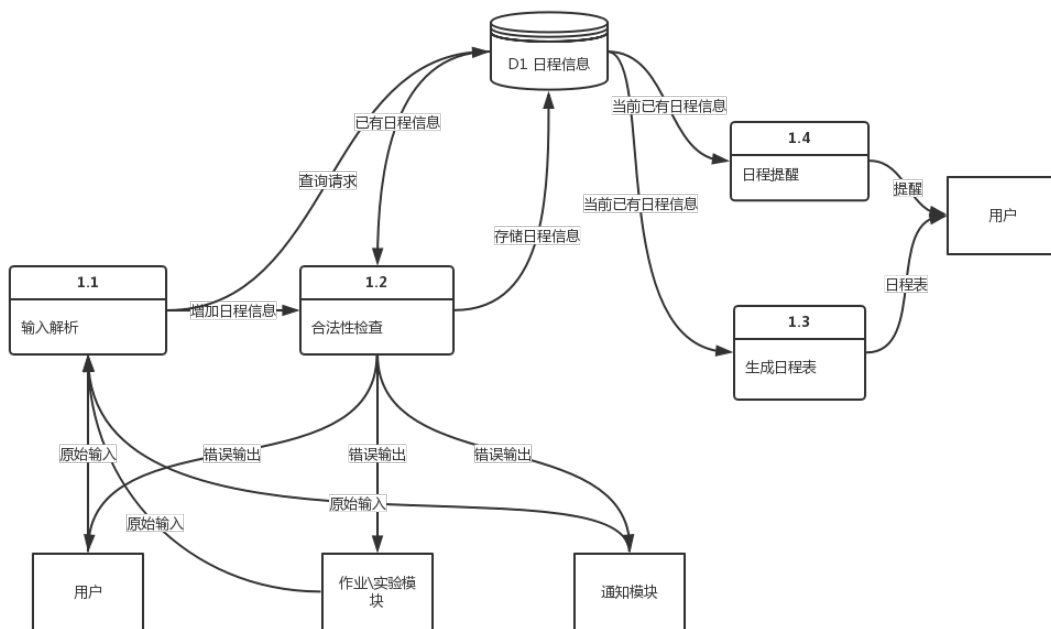 D1 日程信息
当前已有日程信息
已有日程信息
1.4
日程提醒
查询请求
提醒
当前已有日程信息
用户
存储日程信息
1.1
输入解析
1.2
合法性检查
日程表
增加日程信息
1.3
生成日程表
原始输入
错误输出
错误输出
错误输出
原始输入
原始输入
用户
作业\实验模
块
通知模块